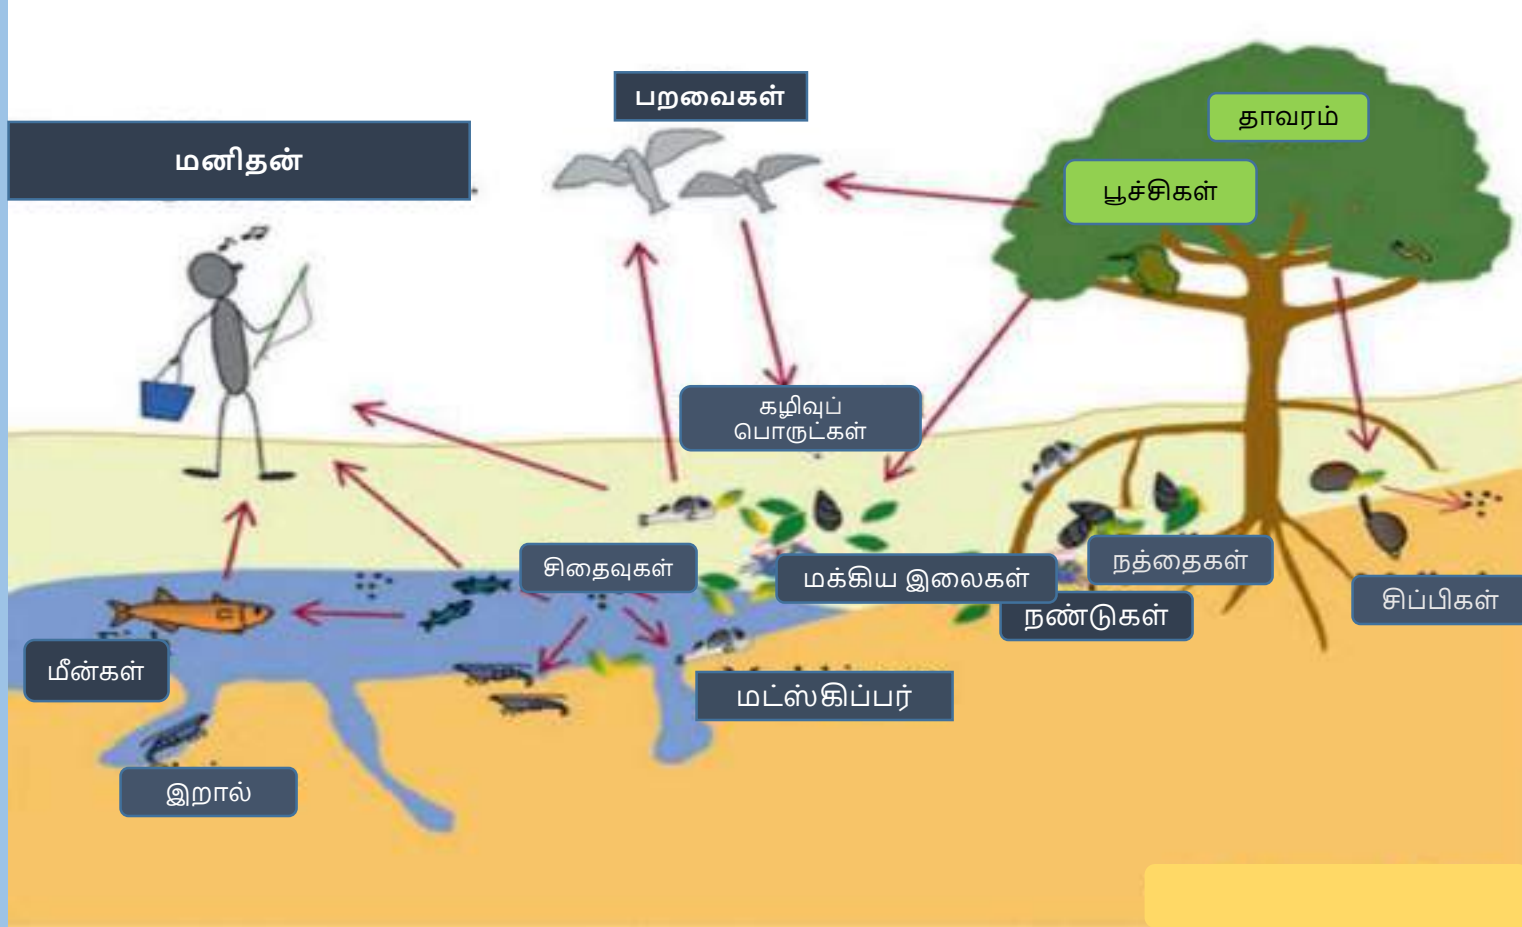 பறவைகள்
தாவரம்
மனிதன்
பூச்சிகள்
கழிவுப்
பொருட்கள்
சிதைவுகள்
மக்கிய இலைகள்
நத்தைகள்
சிப்பிகள்
நண்டுகள்
மீன்கள்
மட்ஸ்கிப்பர்
இறால்